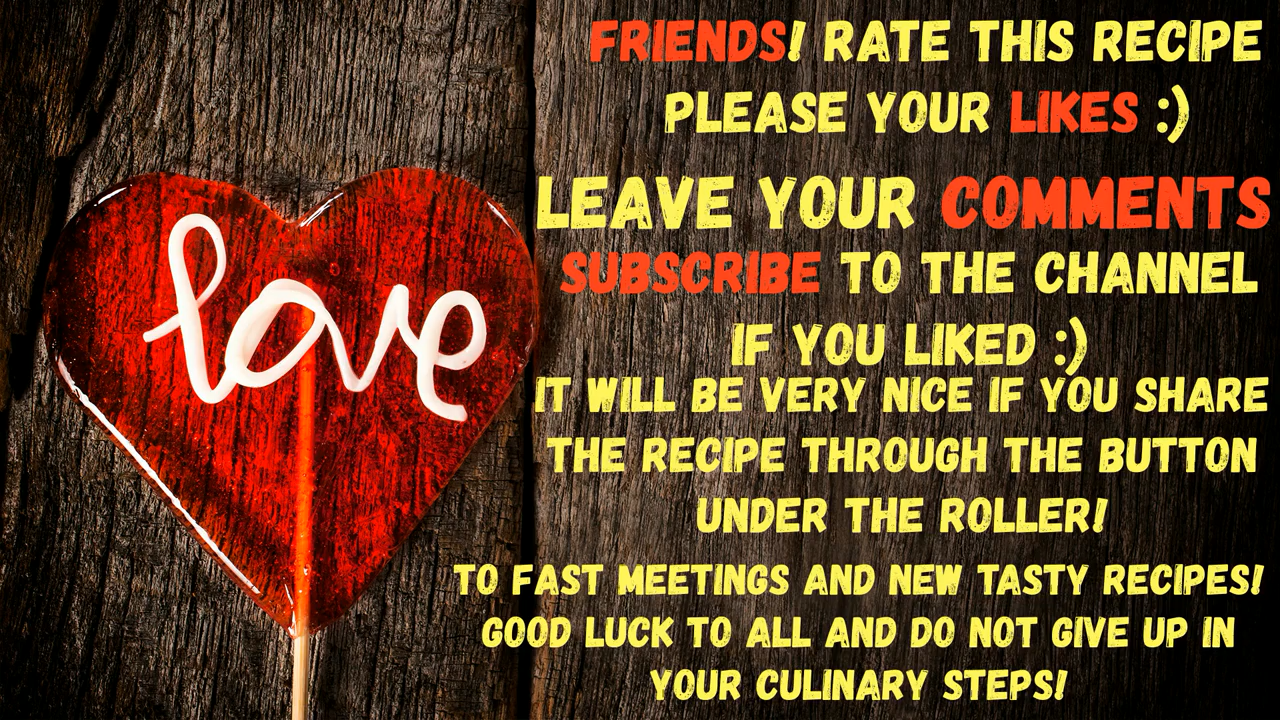 FRIENDS! RATE THIS RECIPE
PLEASE YOUR LIKES :)
LEAVE YOUR COMMENTS
SUBSCRIBE TO THE CHANNEL
IF YOU LIKED :)
IT WILL BE VERY NICE IF YOU SHARE
THE RECIPE THROUGH THE BUTTON
UNDER THE ROLLER!
TO FAST MEETINGS AND NEW TASTY RECIPES!
GOOD LUCK TO ALL AND DO NOT GIVE UP IN
YOUR CULINARY STEPS!
love